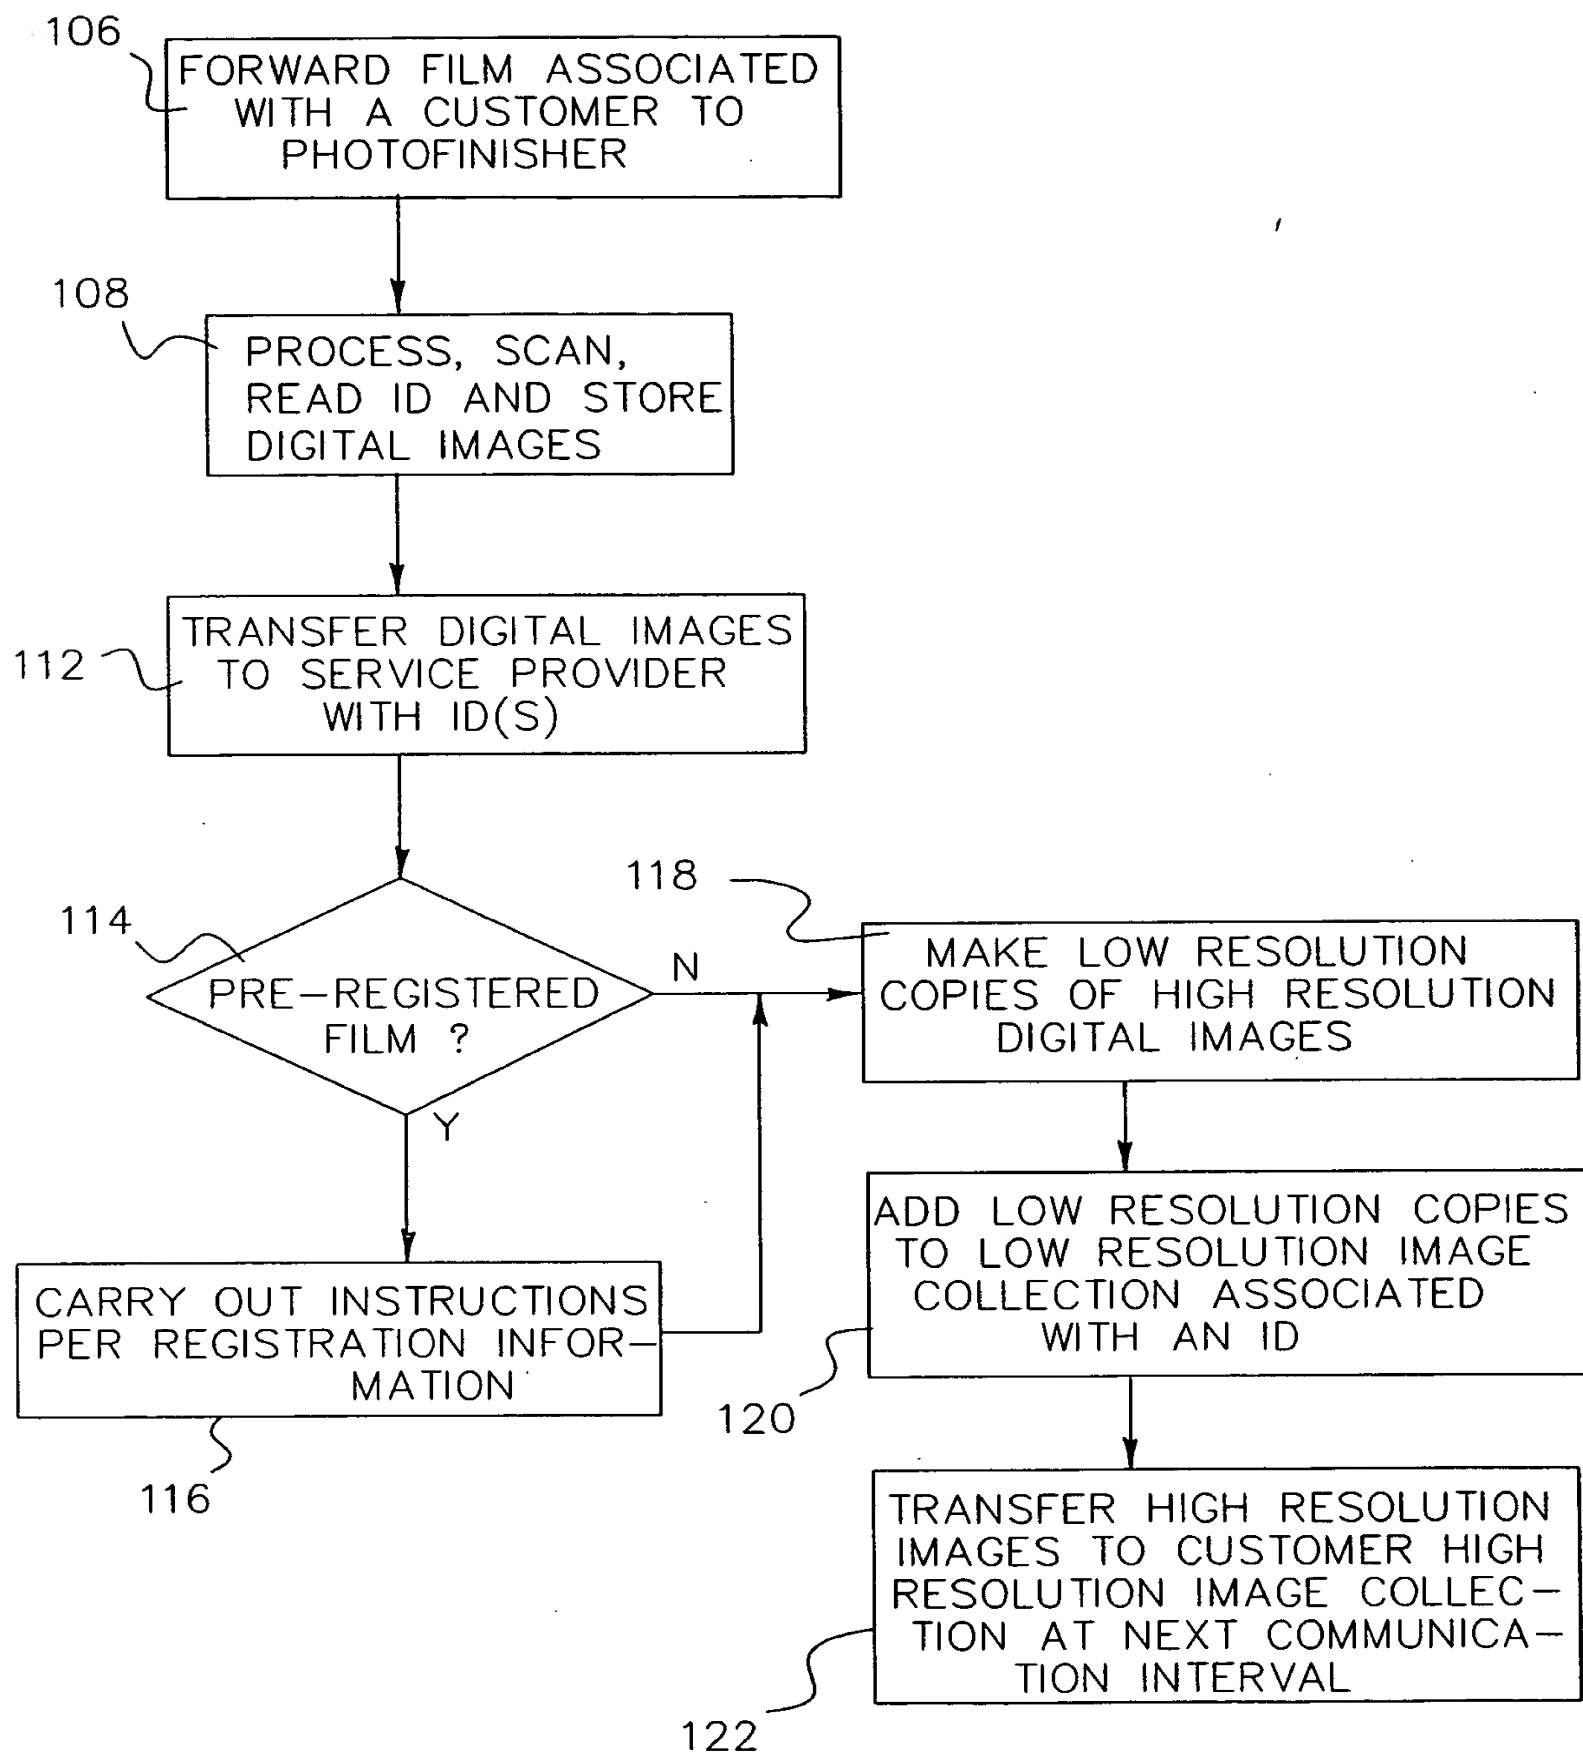 106
FORWARD FILM ASSOCIATED
WITH A CUSTOMER TO
PHOTOFINISHER
108
PROCESS, SCAN,
READ ID AND STORE
DIGITAL IMAGES
112
TRANSFER DIGITAL IMAGES
TO SERVICE PROVIDER
WITH ID(S)
114
PRE-REGISTERED
FILM ?
N
Y
116
CARRY OUT INSTRUCTIONS
PER REGISTRATION INFOR-
MATION
118
MAKE LOW RESOLUTION
COPIES OF HIGH RESOLUTION
DIGITAL IMAGES
120
ADD LOW RESOLUTION COPIES
TO LOW RESOLUTION IMAGE
COLLECTION ASSOCIATED
WITH AN ID
122
TRANSFER HIGH RESOLUTION
IMAGES TO CUSTOMER HIGH
RESOLUTION IMAGE COLLEC-
TION AT NEXT COMMUNICA-
TION INTERVAL